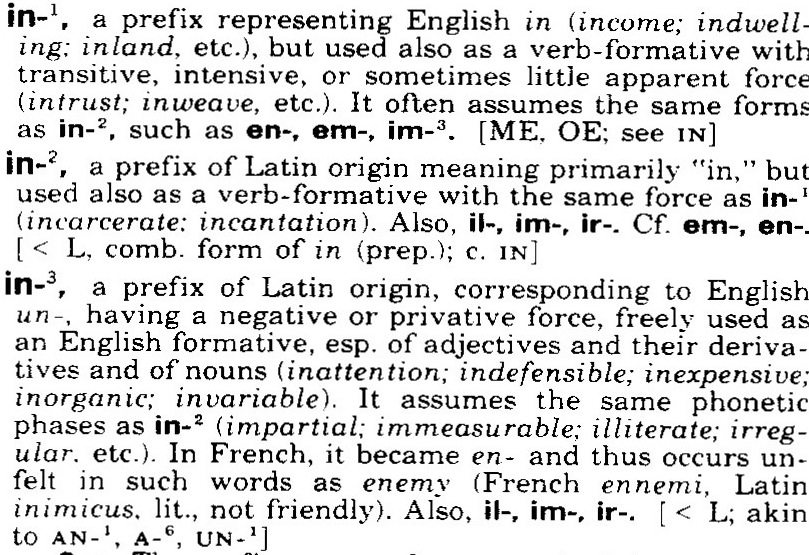 in-¹, a prefix representing English in (income; indwell-
ing; inland, etc.), but used also as a verb-formative with
transitive, intensive, or sometimes little apparent force
(intrust; inweave, etc.). It often assumes the same forms
as in-², such as en-, em-, im-³. [ME, OE; see IN]
in-², a prefix of Latin origin meaning primarily "in," but
used also as a verb-formative with the same force as in-¹
(incarcerate; incantation). Also, il-, im-, ir-. Cf. em-, en-.
[< L, comb. form of in (prep.); c. IN]
in-³, a prefix of Latin origin, corresponding to English
un-, having a negative or privative force, freely used as
an English formative, esp. of adjectives and their deriva-
tives and of nouns (inattention; indefensible; inexpensive;
inorganic; invariable). It assumes the same phonetic
phases as in-² (impartial; immeasurable; illiterate; irreg-
ular, etc.). In French, it became en- and thus occurs un-
felt in such words as enemy (French ennemi, Latin
inimicus, lit., not friendly). Also, il-, im-, ir-. [< L; akin
to AN-¹, A-⁶, UN-¹]